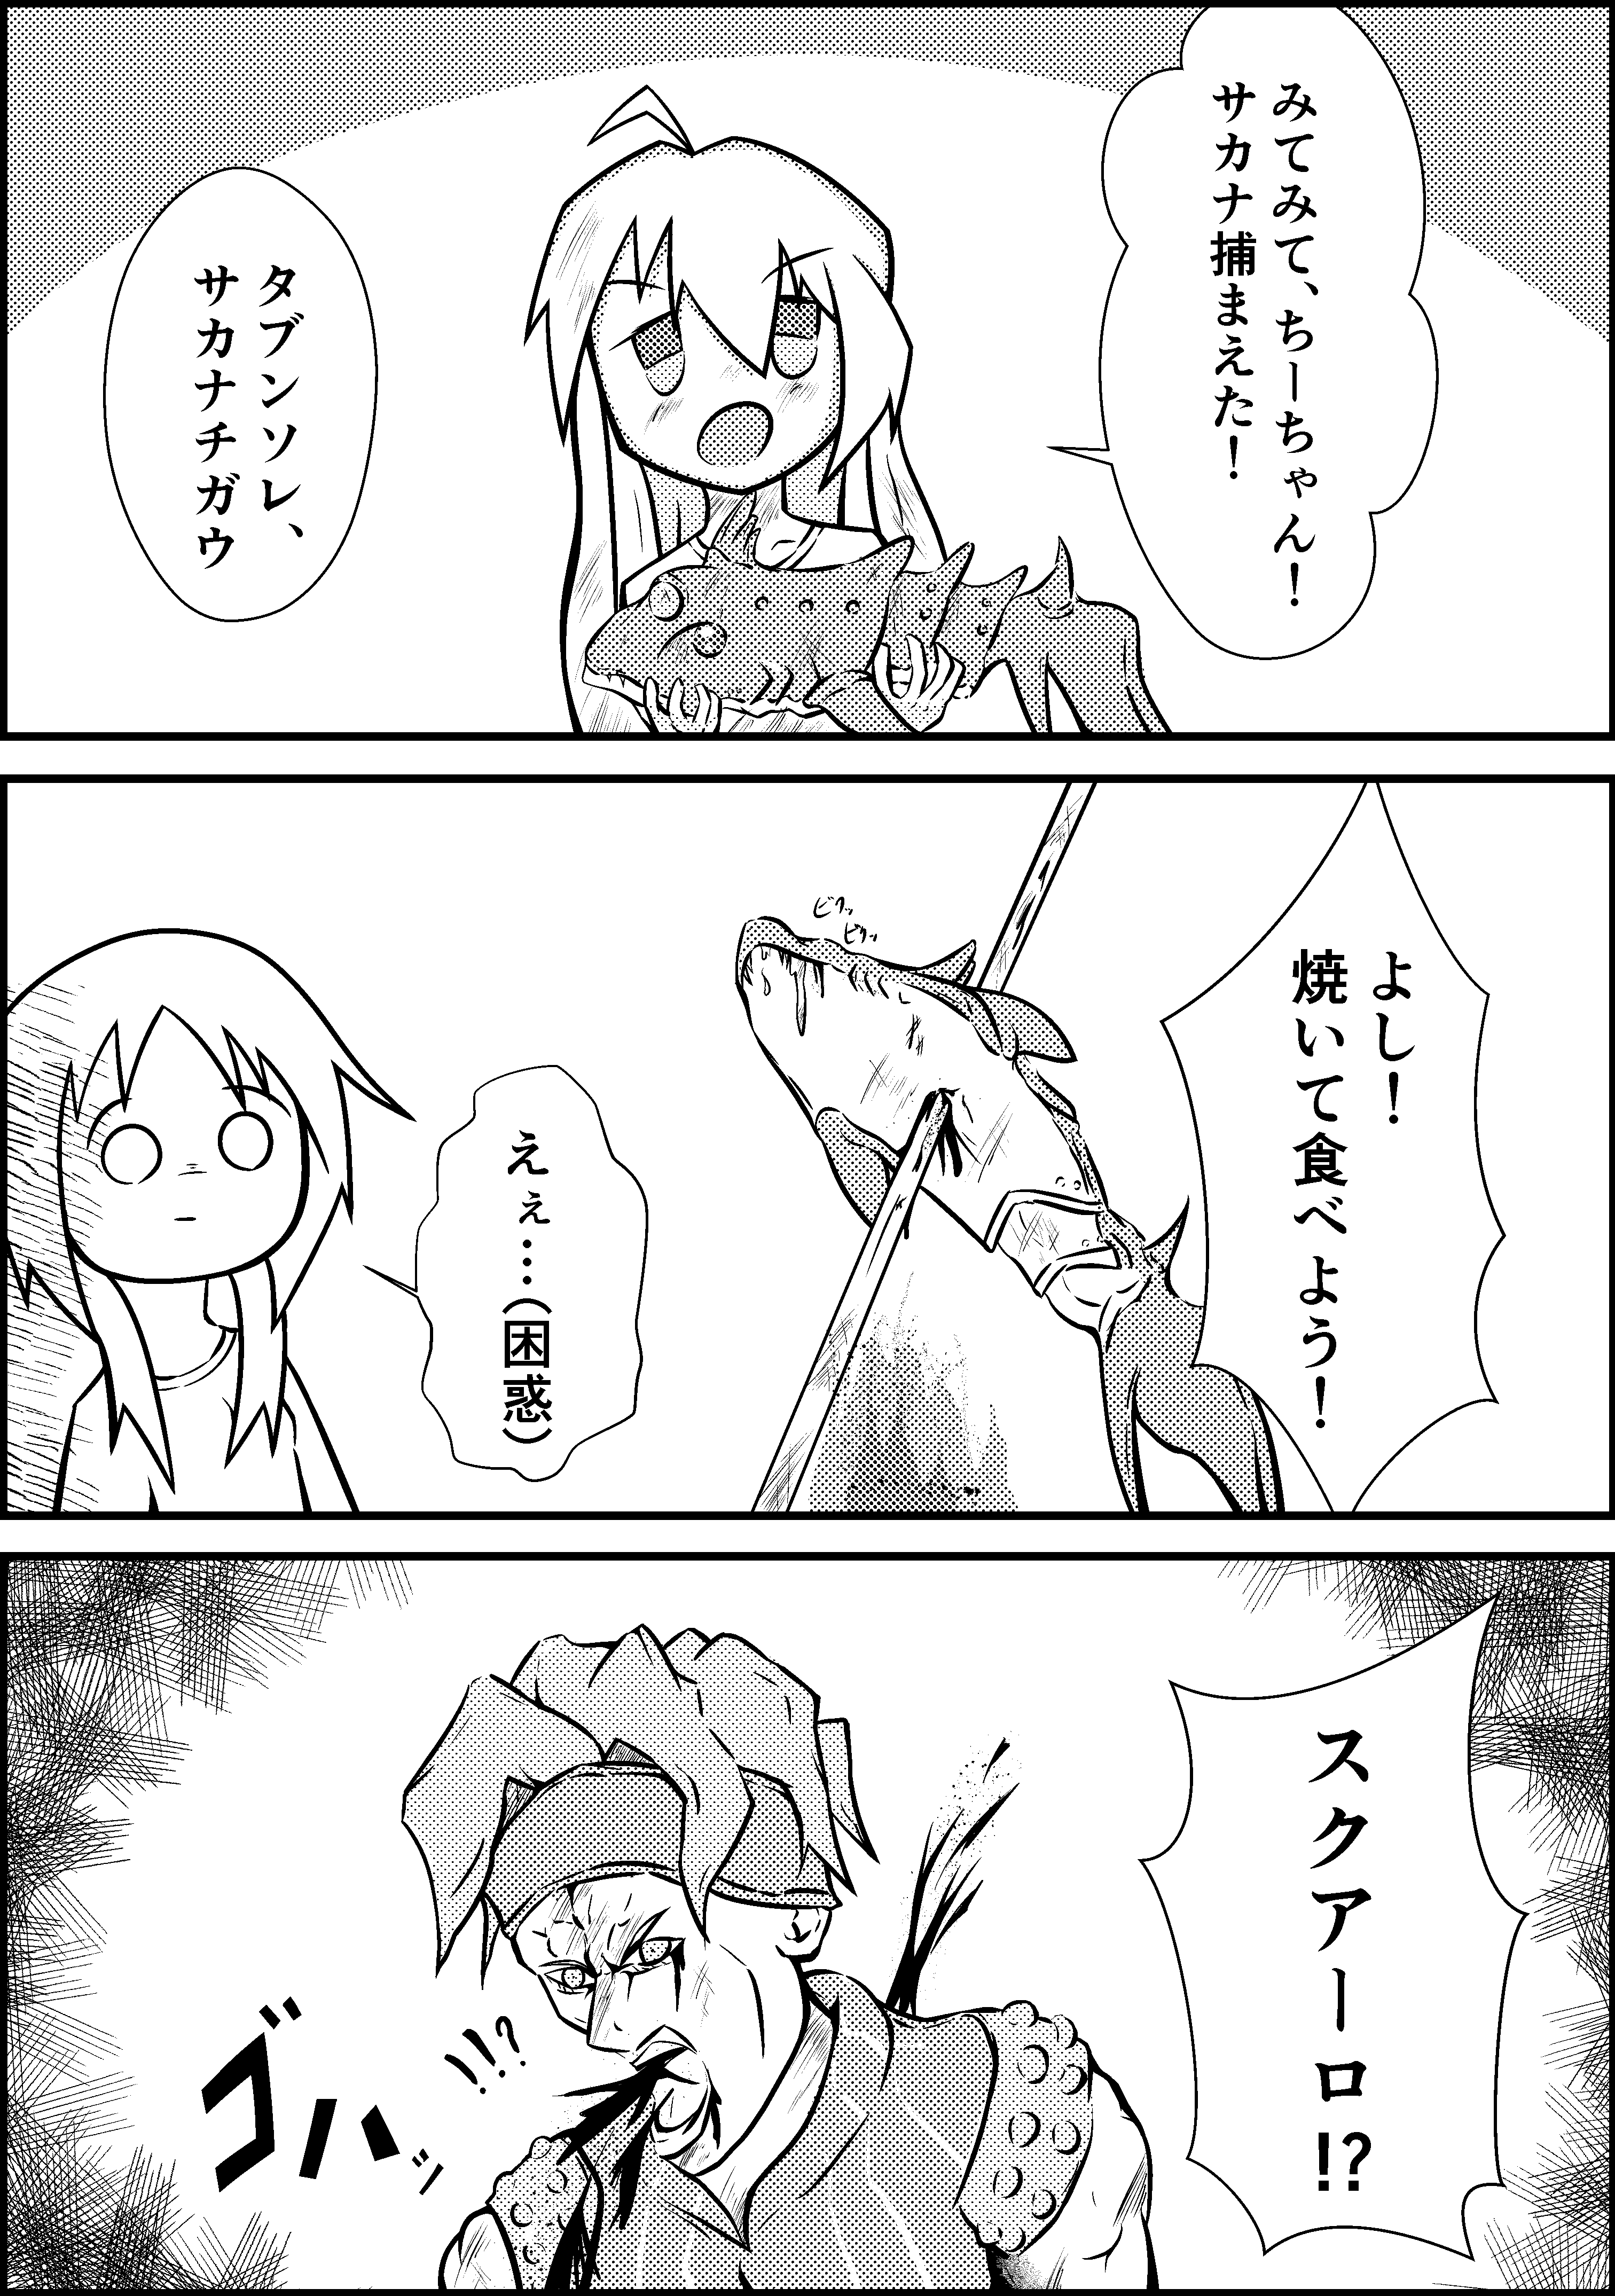 みてみて、ちーちゃん!
サカナ捕まえた!
タブンソレ、
サカナチガウ
よし!
焼いて食べよう!
ビクッ
ビクッ
えぇ…(困惑)
スクアーロ!?
!!?
ゴハッ